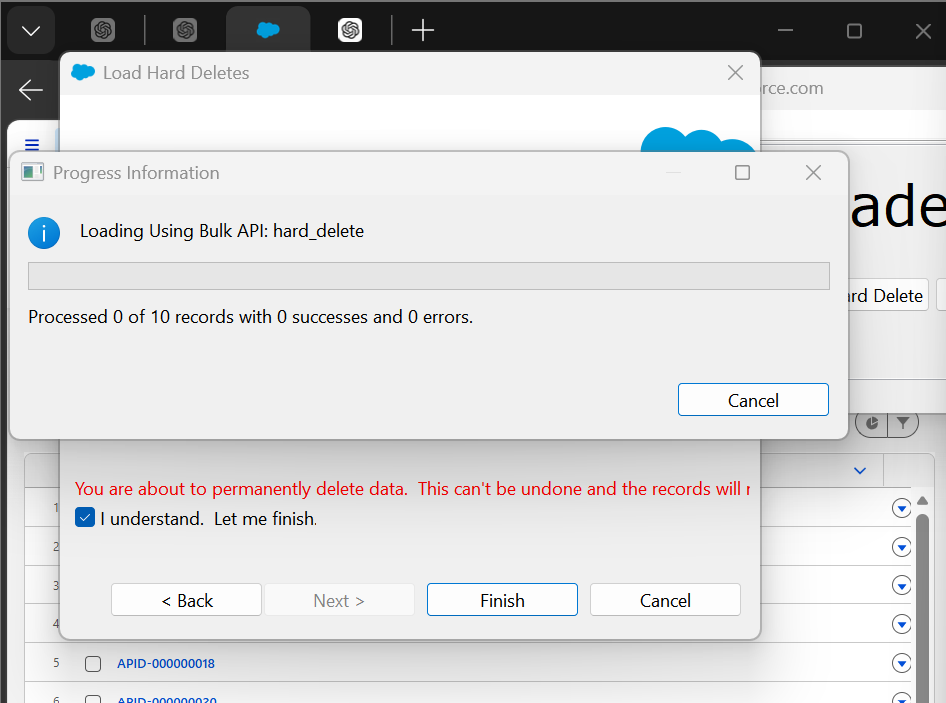 Load Hard Deletes
rce.com
Progress Information
ade
Loading Using Bulk API: hard_delete
rd Delete
Processed 0 of 10 records with 0 successes and 0 errors.
Cancel
You are about to permanently delete data. This can't be undone and the records will
1
I understand. Let me finish.
2
3
< Back
Next >
Finish
Cancel
4
5 APID-000000018
6 APID-000000020